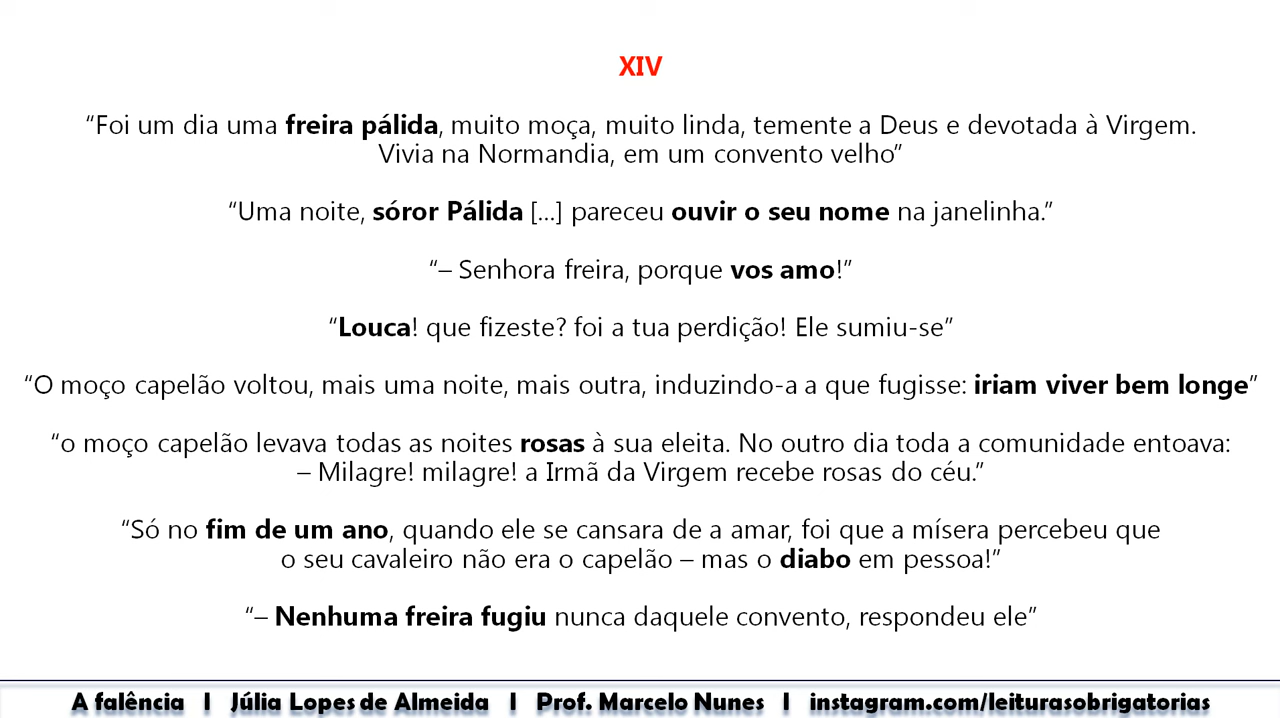 XIV
“Foi um dia uma freira pálida, muito moça, muito linda, temente a Deus e devotada à Virgem.
Vivia na Normandia, em um convento velho”
“Uma noite, sóror Pálida [...] pareceu ouvir o seu nome na janelinha.”
“– Senhora freira, porque vos amo!”
“Louca! que fizeste? foi a tua perdição! Ele sumiu-se”
“O moço capelão voltou, mais uma noite, mais outra, induzindo-a a que fugisse: iriam viver bem longe”
“o moço capelão levava todas as noites rosas à sua eleita. No outro dia toda a comunidade entoava:
– Milagre! milagre! a Irmã da Virgem recebe rosas do céu.”
“Só no fim de um ano, quando ele se cansara de a amar, foi que a mísera percebeu que
o seu cavaleiro não era o capelão – mas o diabo em pessoa!”
“– Nenhuma freira fugiu nunca daquele convento, respondeu ele”
A falência I Júlia Lopes de Almeida I Prof. Marcelo Nunes I instagram.com/leiturasobrigatorias